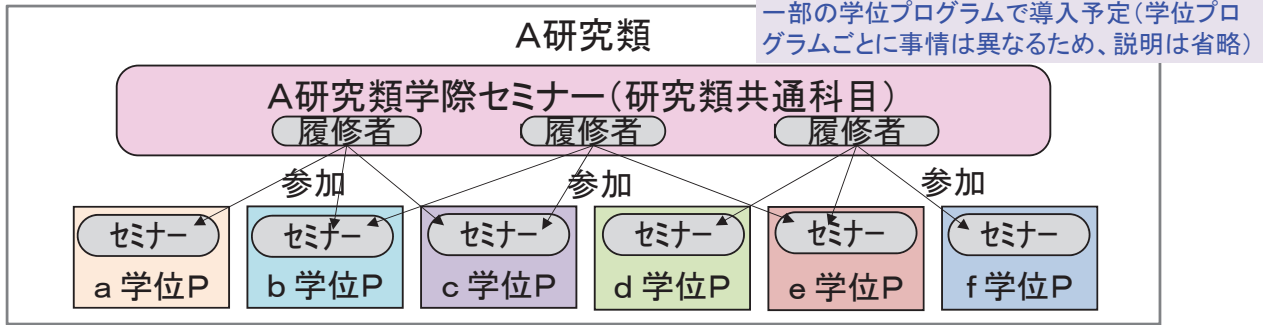 一部の学位プログラムで導入予定(学位プロ
グラムごとに事情は異なるため、説明は省略)
A研究類
A研究類学際セミナー(研究類共通科目)
履修者 履修者 履修者
参加 参加 参加
セミナー セミナー セミナー セミナー セミナー セミナー
a 学位P b 学位P c 学位P d 学位P e 学位P f 学位P